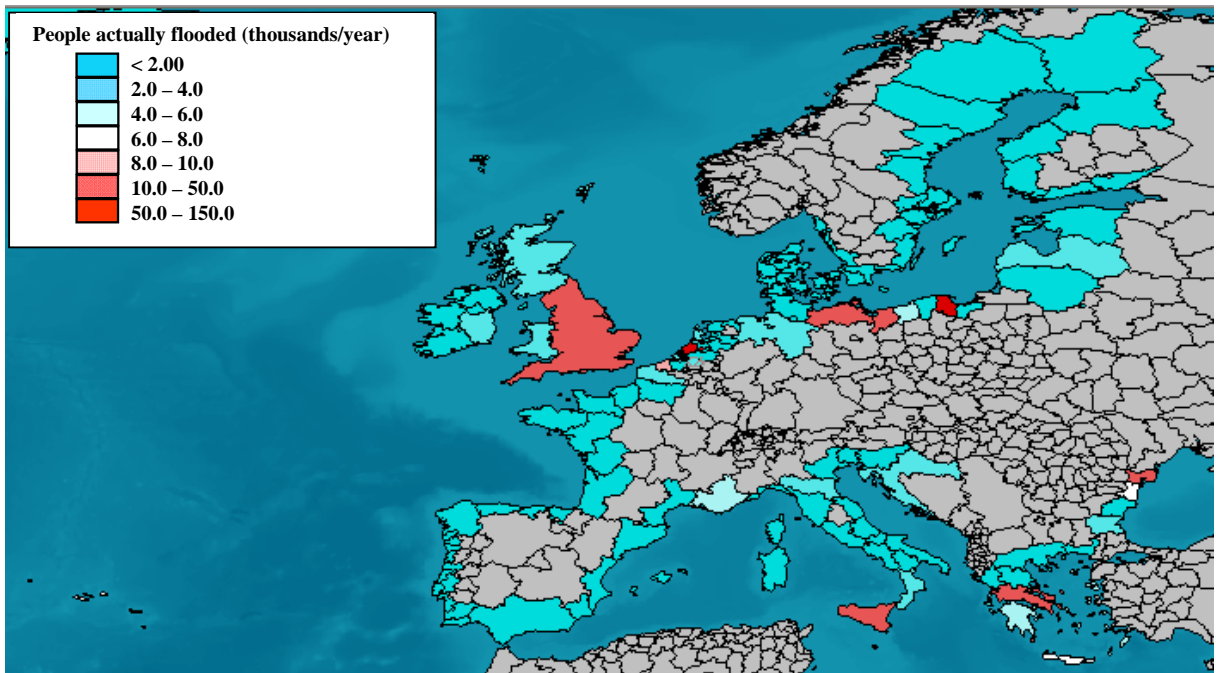 People actually flooded (thousands/year)
< 2.00
2.0 – 4.0
4.0 – 6.0
6.0 – 8.0
8.0 – 10.0
10.0 – 50.0
50.0 – 150.0